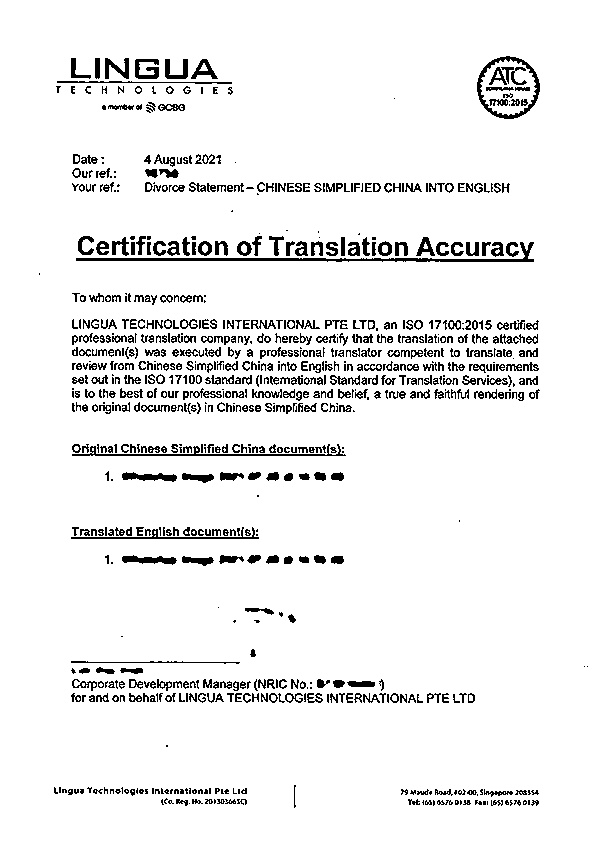 LINGUA
TECHNOLOGIES
a member of GCSG
ATC
ISO
17100:2015
Date : 4 August 2021
Our ref.:
Your ref.: Divorce Statement – CHINESE SIMPLIFIED CHINA INTO ENGLISH
Certification of Translation Accuracy
To whom it may concern:
LINGUA TECHNOLOGIES INTERNATIONAL PTE LTD, an ISO 17100:2015 certified
professional translation company, do hereby certify that the translation of the attached
document(s) was executed by a professional translator competent to translate and
review from Chinese Simplified China into English in accordance with the requirements
set out in the ISO 17100 standard (International Standard for Translation Services), and
is to the best of our professional knowledge and belief, a true and faithful rendering of
the original document(s) in Chinese Simplified China.
Original Chinese Simplified China document(s):
1.
Translated English document(s):
1.
Corporate Development Manager (NRIC No.: )
for and on behalf of LINGUA TECHNOLOGIES INTERNATIONAL PTE LTD
Lingua Technologies International Pte Ltd
(Co. Reg. No. 201303665C)
79 Maude Road, #02-00, Singapore 208354
Tel: (65) 6576 0138 Fax: (65) 6576 0139